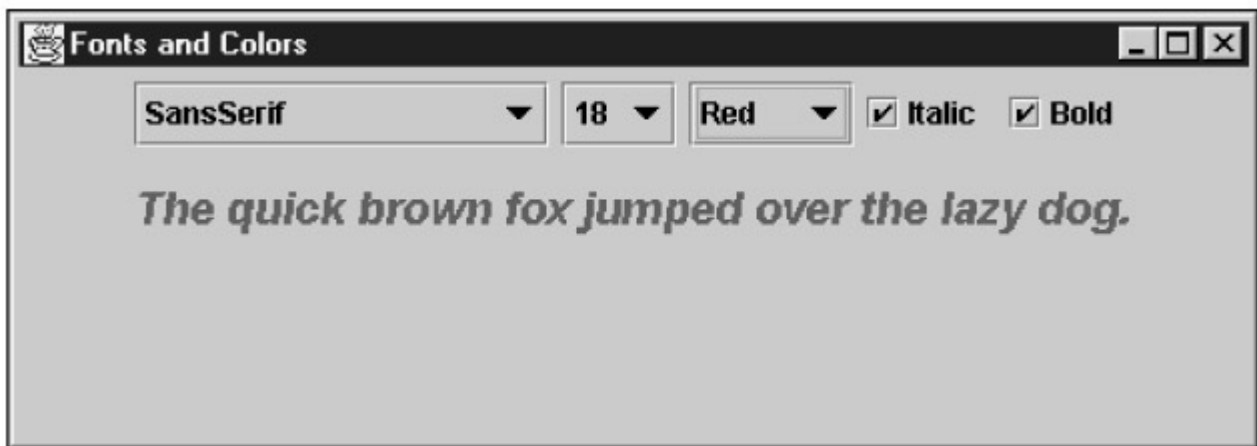 Fonts and Colors
SansSerif 18 Red Italic Bold
The quick brown fox jumped over the lazy dog.